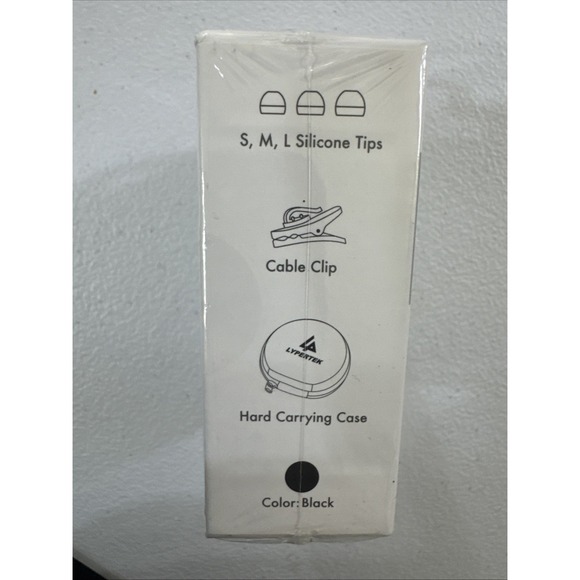 S, M, L Silicone Tips
Cable Clip
LYPERTEK
Hard Carrying Case
Color: Black